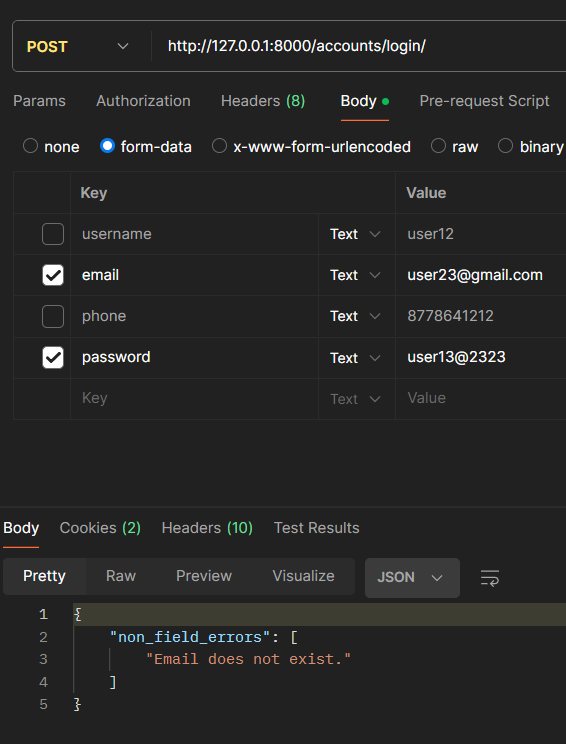 POST http://127.0.0.1:8000/accounts/login/
Params Authorization Headers (8) Body Pre-request Script
none form-data x-www-form-urlencoded raw binary
Key Value
username Text user12
email Text user23@gmail.com
phone Text 8778641212
password Text user13@2323
Key Text Value
Body Cookies (2) Headers (10) Test Results
Pretty Raw Preview Visualize JSON
1 {
2 "non_field_errors": [
3 "Email does not exist."
4 ]
5 }